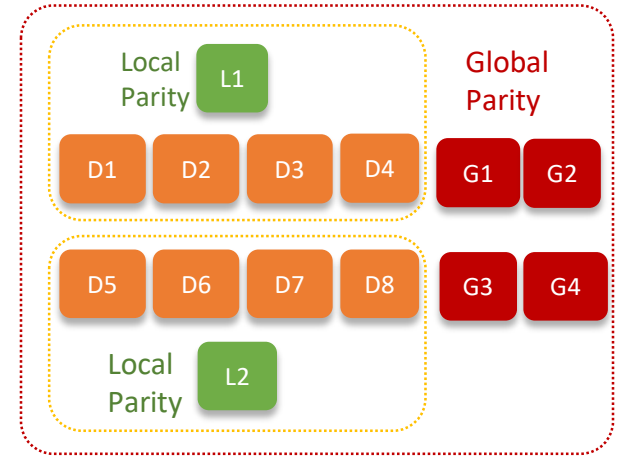 Local
Parity
L1
Global
Parity
D1 D2 D3 D4 G1 G2
D5 D6 D7 D8 G3 G4
Local
Parity
L2